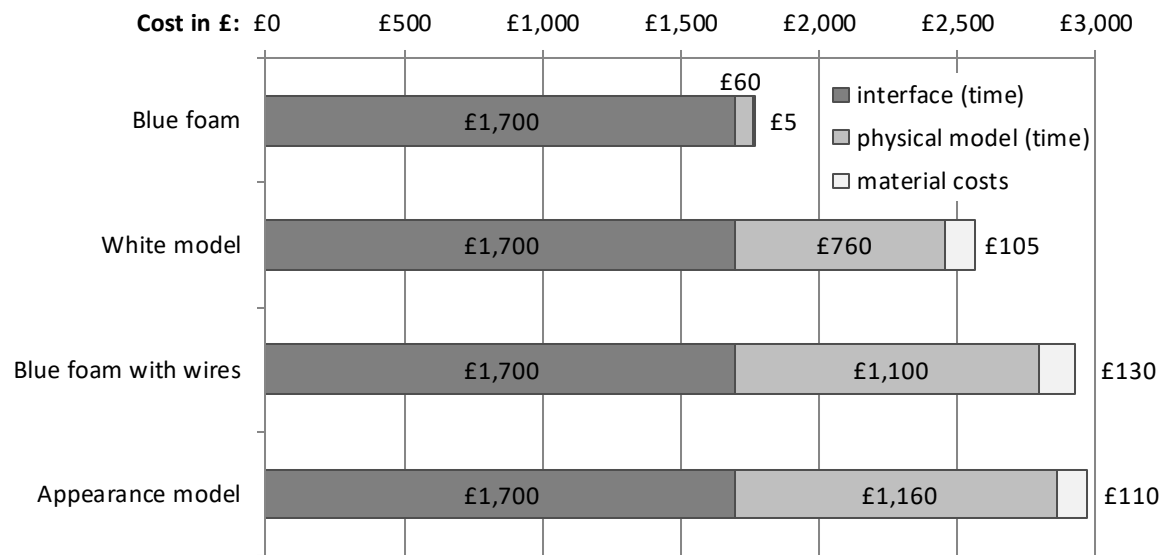 Cost in £: £0 £500 £1,000 £1,500 £2,000 £2,500 £3,000
£60
interface (time)
Blue foam £1,700 £5
physical model (time)
material costs
White model £1,700 £760 £105
Blue foam with wires £1,700 £1,100 £130
Appearance model £1,700 £1,160 £110